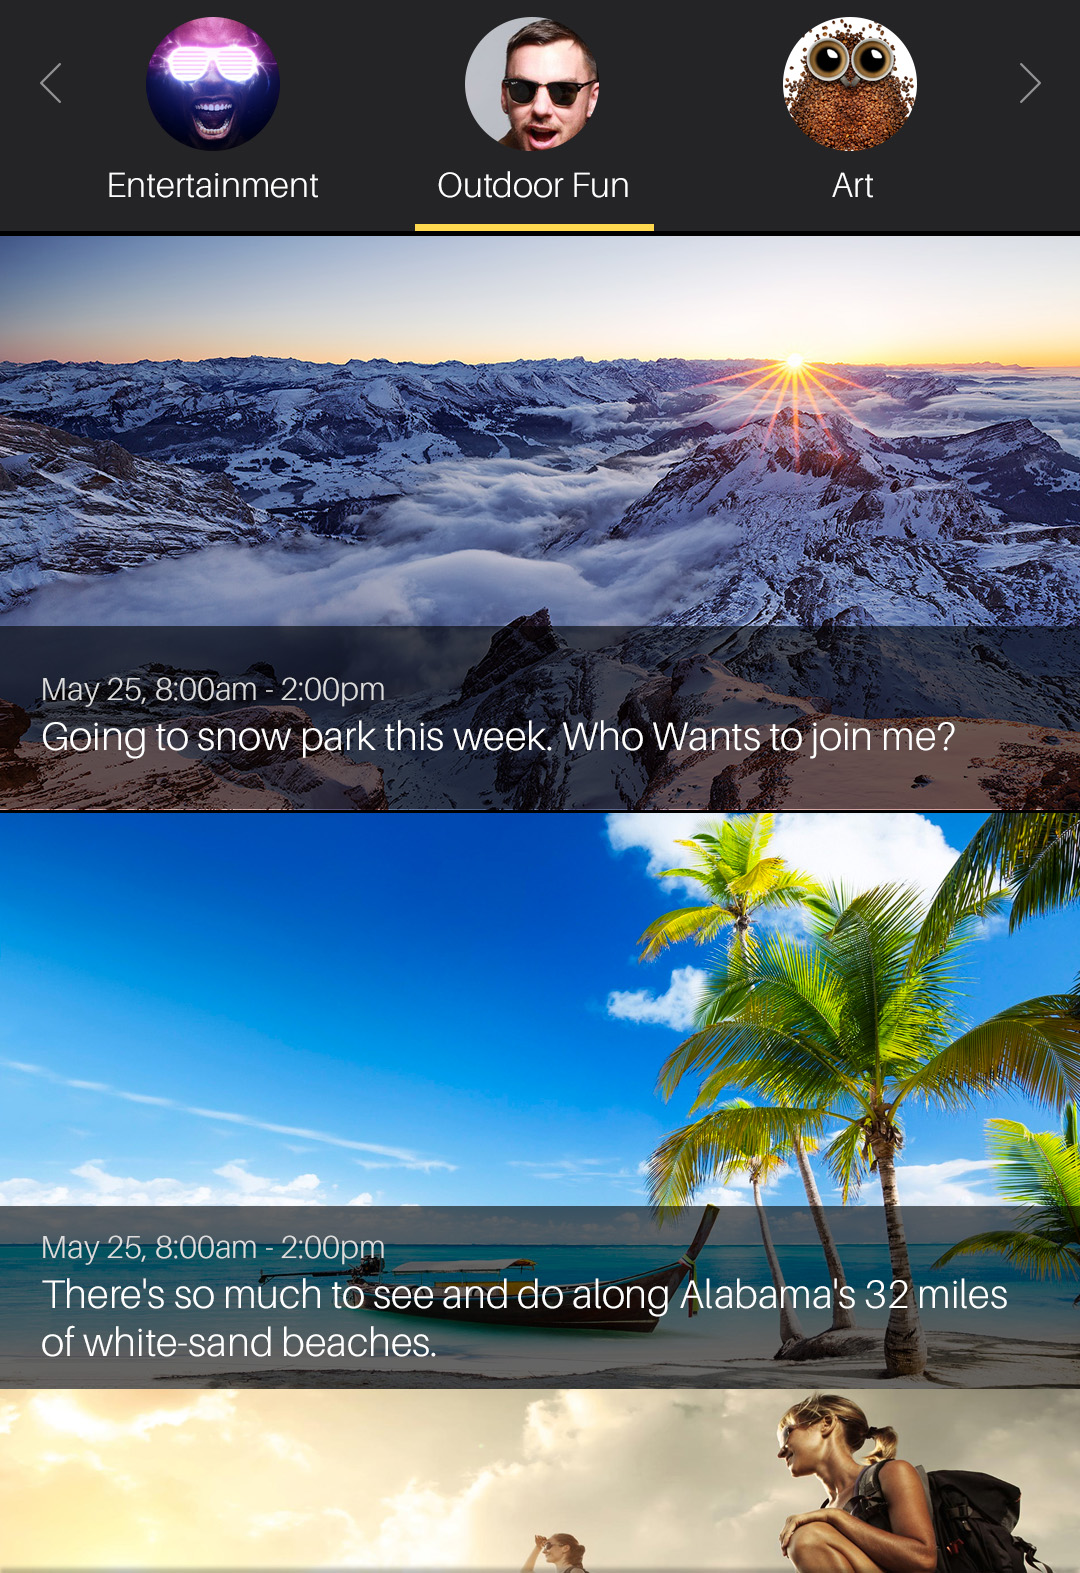 Entertainment
Outdoor Fun
Art
May 25, 8:00am - 2:00pm
Going to snow park this week. Who Wants to join me?
May 25, 8:00am - 2:00pm
There's so much to see and do along Alabama's 32 miles
of white-sand beaches.